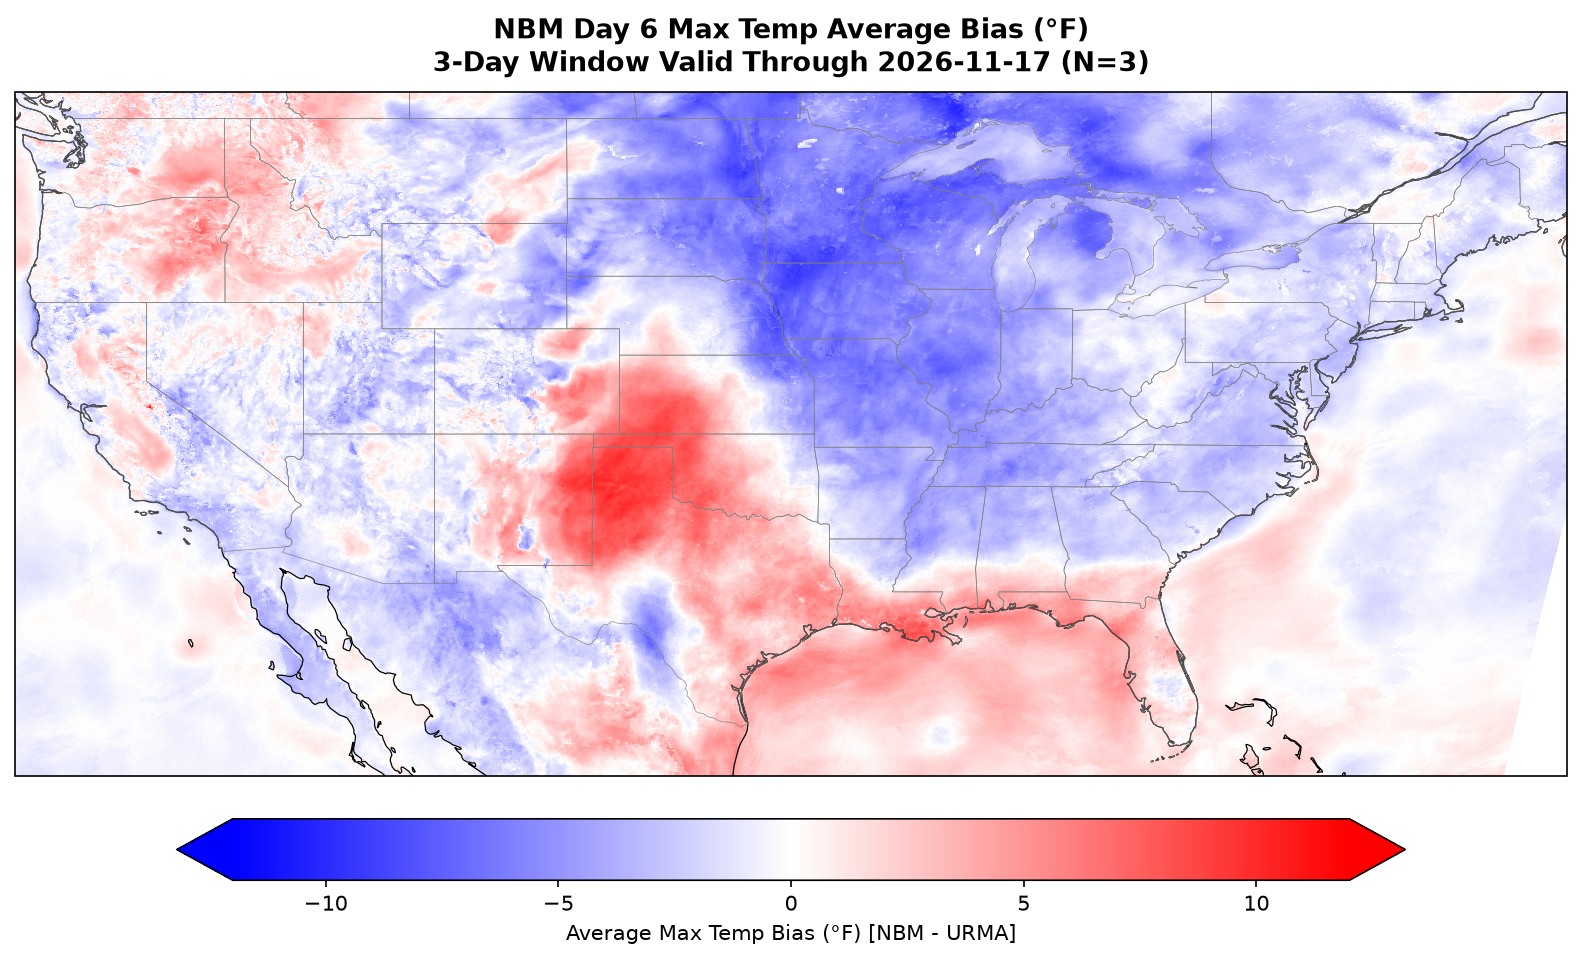 NBM Day 6 Max Temp Average Bias (°F)
3-Day Window Valid Through 2026-11-17 (N=3)
−10 −5 0 5 10
Average Max Temp Bias (°F) [NBM - URMA]